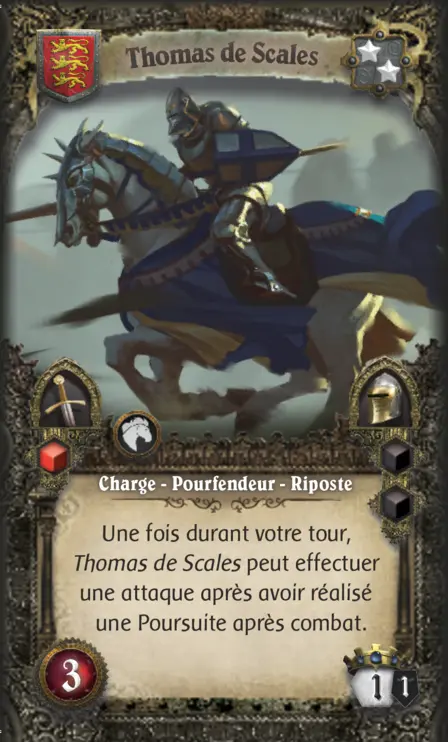 Thomas de Scales
Charge - Pourfendeur - Riposte
Une fois durant votre tour,
Thomas de Scales peut effectuer
une attaque après avoir réalisé
une Poursuite après combat.
3
1 1